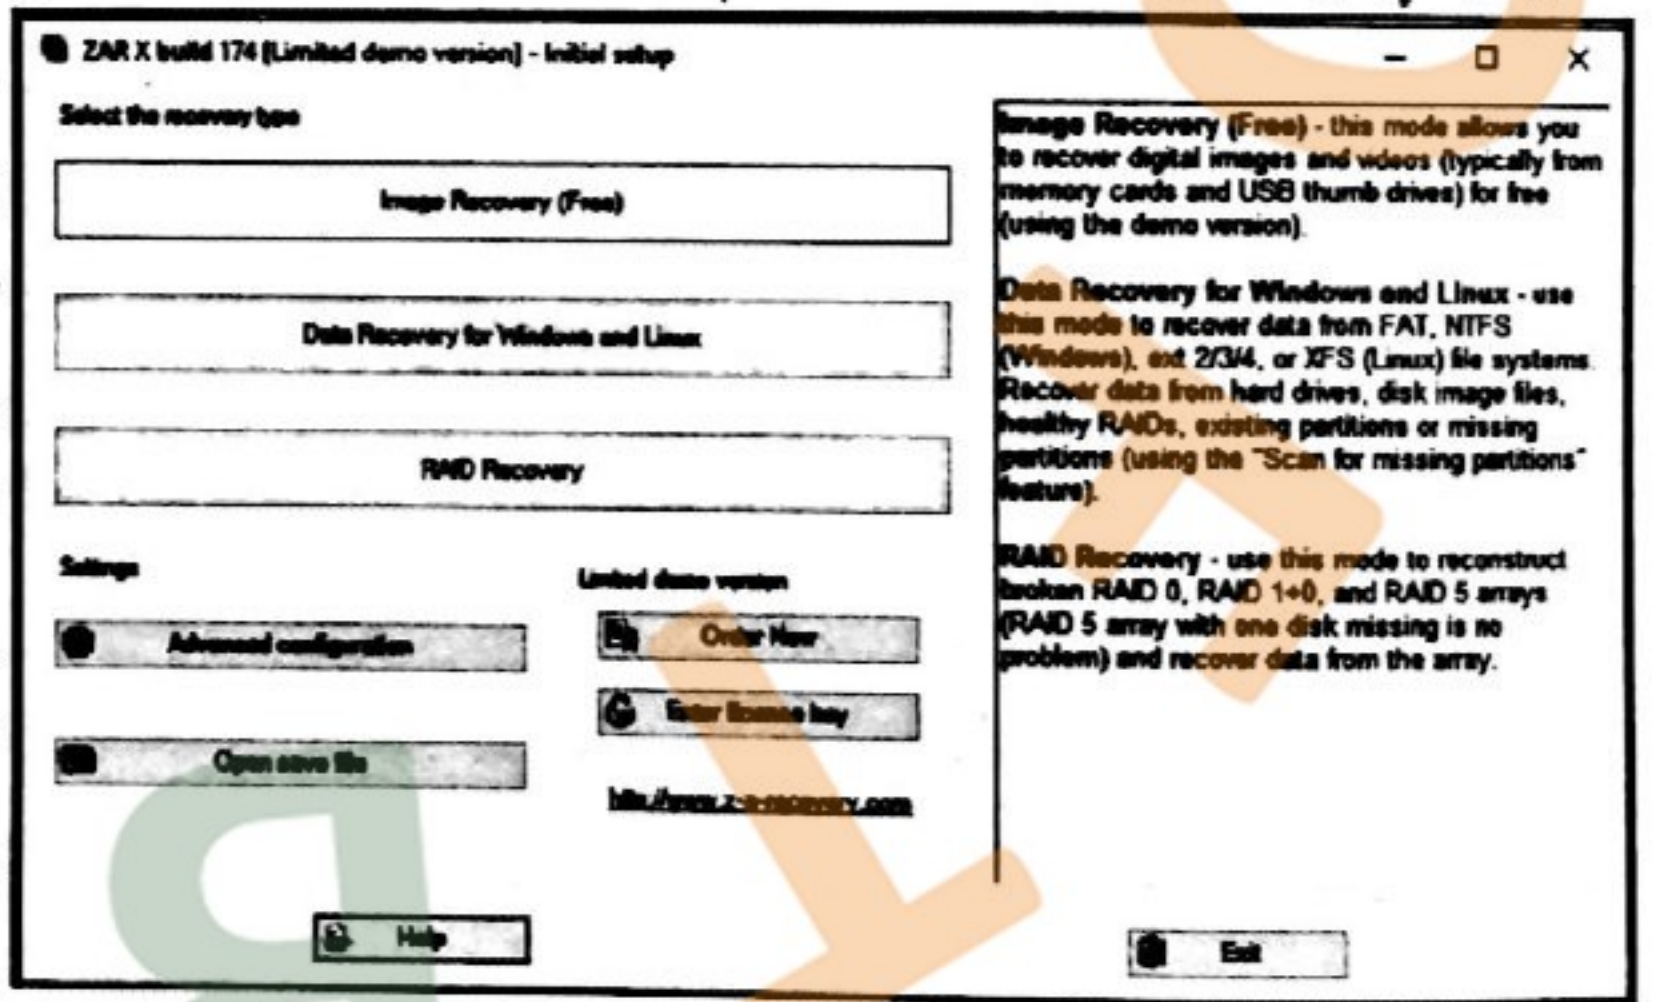 ZAR X build 174 [Limited demo version] - Initial setup
Select the recovery type
Image Recovery (Free)
Data Recovery for Windows and Linux
RAID Recovery
Settings
Advanced configuration
Open save file
Limited demo version
Order Now
Enter license key
http://www.z-a-recovery.com
Help
Image Recovery (Free) - this mode allows you
to recover digital images and videos (typically from
memory cards and USB thumb drives) for free
(using the demo version).
Data Recovery for Windows and Linux - use
this mode to recover data from FAT, NTFS
(Windows), ext 2/3/4, or XFS (Linux) file systems.
Recover data from hard drives, disk image files,
healthy RAIDs, existing partitions or missing
partitions (using the "Scan for missing partitions"
feature).
RAID Recovery - use this mode to reconstruct
broken RAID 0, RAID 1+0, and RAID 5 arrays
(RAID 5 array with one disk missing is no
problem) and recover data from the array.
Exit